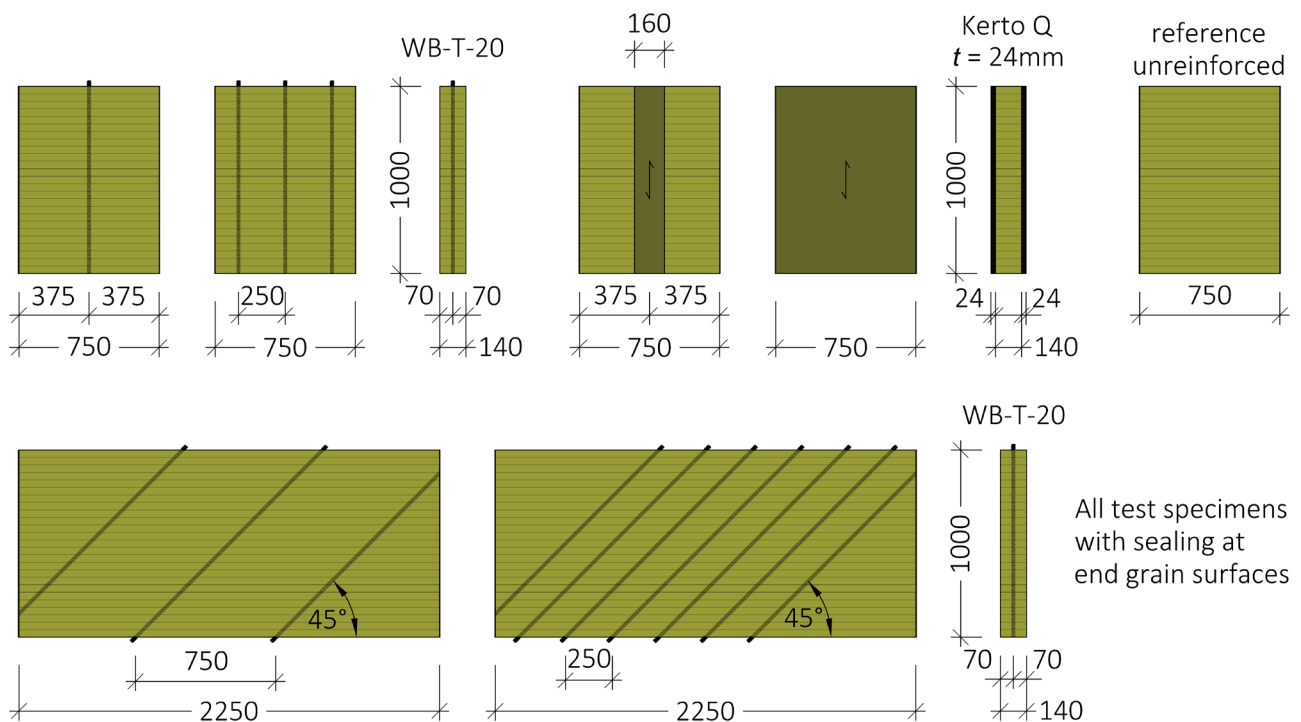 WB-T-20
160
Kerto Q
t = 24mm
reference
unreinforced
1000
1000
375 375
250
70 70
375 375
24 24
750
750
750
140
750
750
140
WB-T-20
1000
All test specimens
with sealing at
end grain surfaces
45°
45°
750
250
70 70
2250
2250
140